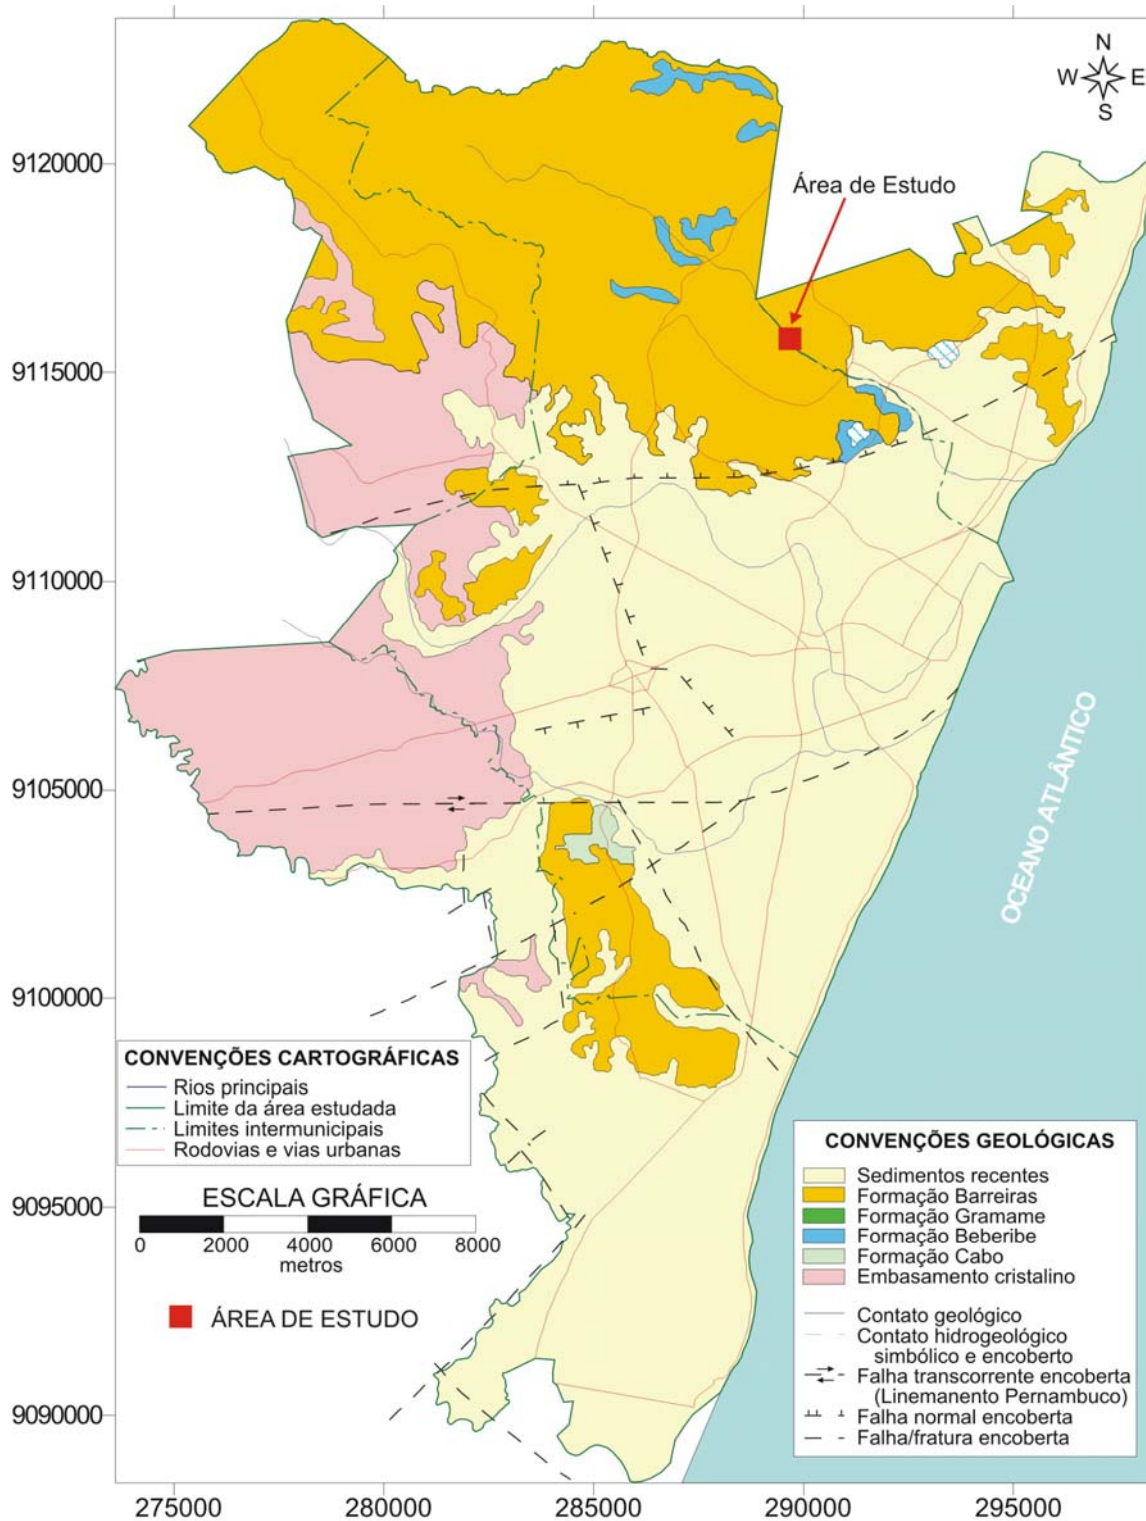 N
W E
S
9120000
Área de Estudo
9115000
9110000
9105000
OCEANO ATLÂNTICO
9100000
CONVENÇÕES CARTOGRÁFICAS
Rios principais
Limite da área estudada
Limites intermunicipais
Rodovias e vias urbanas
9095000
ESCALA GRÁFICA
0 2000 4000 6000 8000
metros
ÁREA DE ESTUDO
9090000
CONVENÇÕES GEOLÓGICAS
Sedimentos recentes
Formação Barreiras
Formação Gramame
Formação Beberibe
Formação Cabo
Embasamento cristalino
Contato geológico
Contato hidrogeológico
simbólico e encoberto
Falha transcorrente encoberta
(Linemanento Pernambuco)
Falha normal encoberta
Falha/fratura encoberta
275000 280000 285000 290000 295000